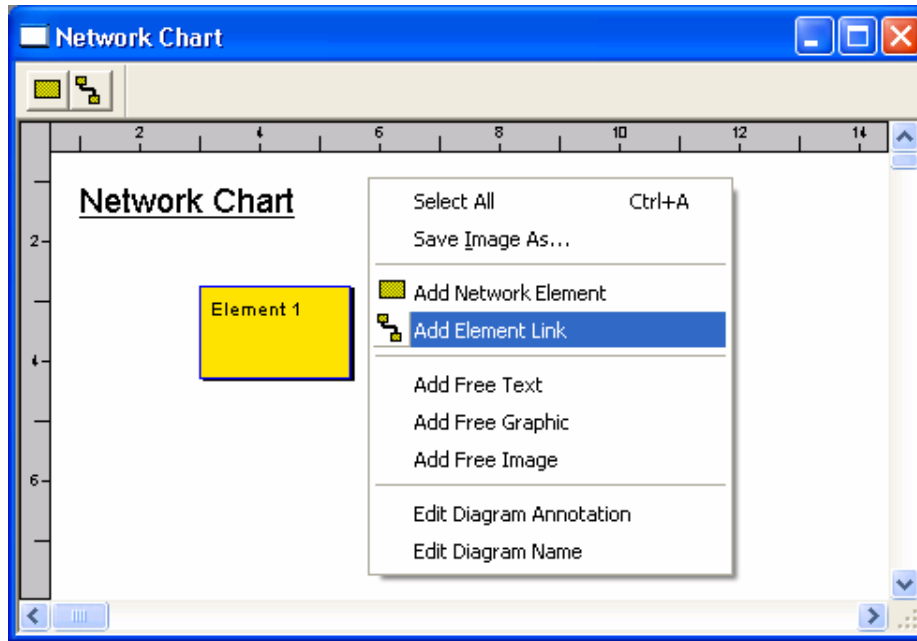 Network Chart
2 4 6 8 10 12 14
2
4
6
Network Chart
Element 1
Select All Ctrl+A
Save Image As...
Add Network Element
Add Element Link
Add Free Text
Add Free Graphic
Add Free Image
Edit Diagram Annotation
Edit Diagram Name